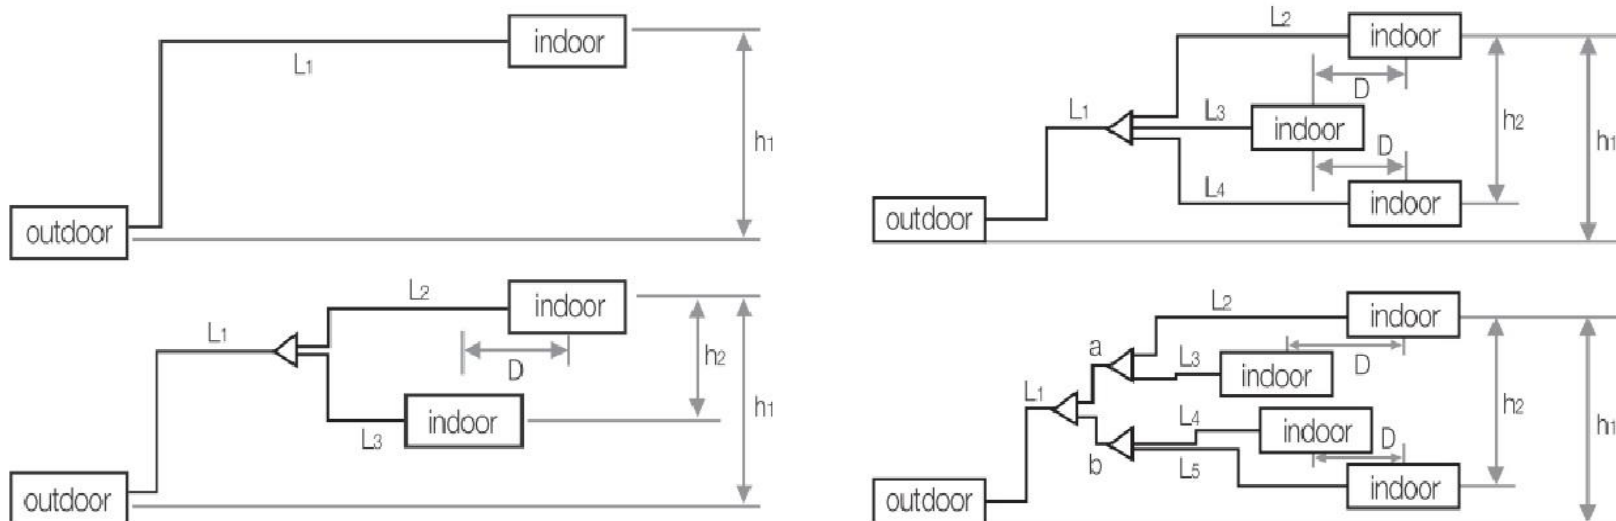 indoor
L1
h1
outdoor
L2
indoor
D
L1
L3
indoor
h2
h1
D
L4
indoor
outdoor
L2
indoor
L1
D
h2
h1
indoor
L3
outdoor
L2
indoor
a
L3
D
indoor
L1
h2
L4
h1
indoor
D
b
L5
indoor
outdoor